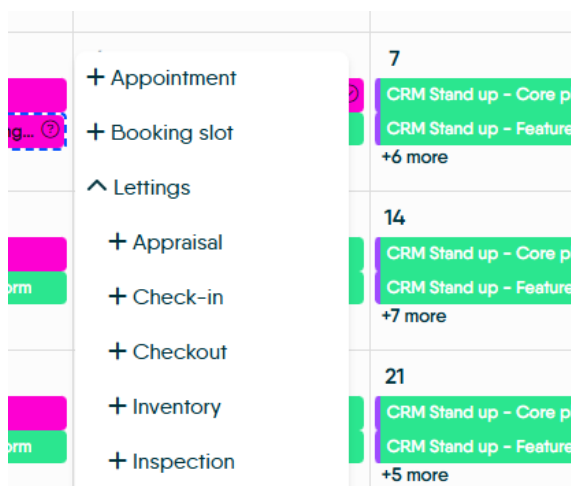 7
+ Appointment
CRM Stand up - Core p
ng...
+ Booking slot
CRM Stand up - Feature
+6 more
Lettings
14
+ Appraisal
CRM Stand up - Core p
orm
+ Check-in
CRM Stand up - Feature
+7 more
+ Checkout
21
+ Inventory
CRM Stand up - Core p
orm
CRM Stand up - Feature
+ Inspection
+5 more